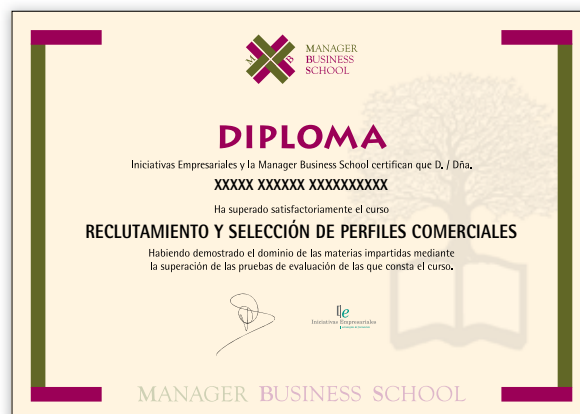 M B
MANAGER
BUSINESS
SCHOOL
DIPLOMA
Iniciativas Empresariales y la Manager Business School certifican que D. / Dña.
XXXXX XXXXXX XXXXXXXXXX
Ha superado satisfactoriamente el curso
RECLUTAMIENTO Y SELECCIÓN DE PERFILES COMERCIALES
Habiendo demostrado el dominio de las materias impartidas mediante
la superación de las pruebas de evaluación de las que consta el curso.
Iniciativas Empresariales
MANAGER BUSINESS SCHOOL